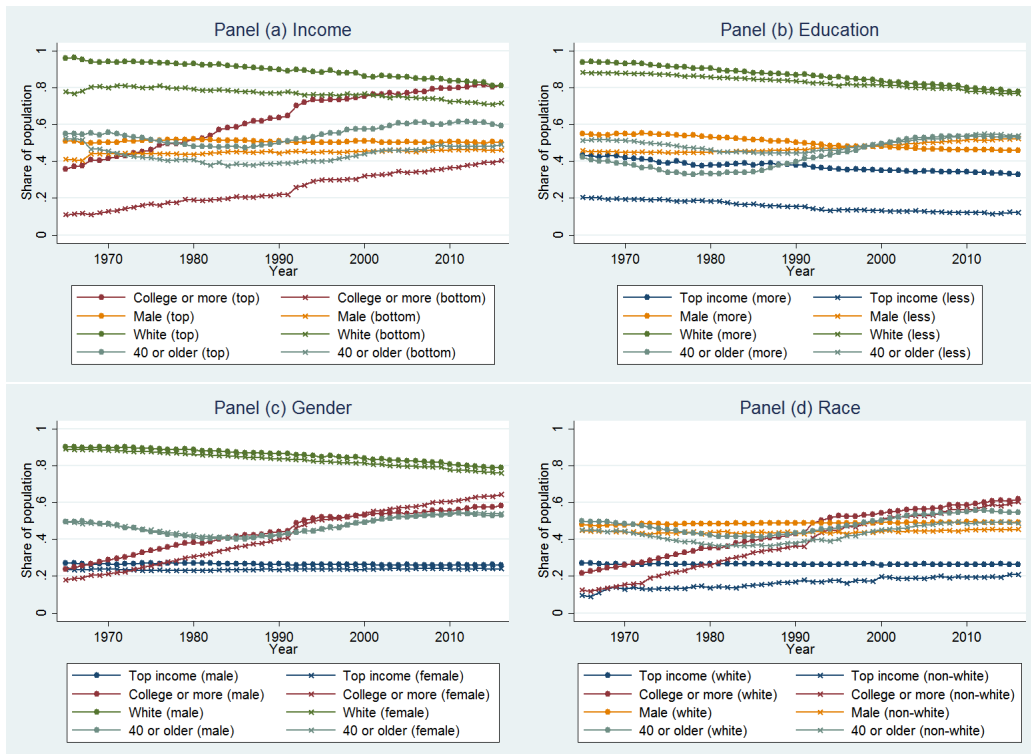 Panel (a) Income
Share of population
1
.8
.6
.4
.2
0
1970 1980 1990 2000 2010
Year
College or more (top) College or more (bottom)
Male (top) Male (bottom)
White (top) White (bottom)
40 or older (top) 40 or older (bottom)
Panel (b) Education
Share of population
1
.8
.6
.4
.2
0
1970 1980 1990 2000 2010
Year
Top income (more) Top income (less)
Male (more) Male (less)
White (more) White (less)
40 or older (more) 40 or older (less)
Panel (c) Gender
Share of population
1
.8
.6
.4
.2
0
1970 1980 1990 2000 2010
Year
Top income (male) Top income (female)
College or more (male) College or more (female)
White (male) White (female)
40 or older (male) 40 or older (female)
Panel (d) Race
Share of population
1
.8
.6
.4
.2
0
1970 1980 1990 2000 2010
Year
Top income (white) Top income (non-white)
College or more (white) College or more (non-white)
Male (white) Male (non-white)
40 or older (white) 40 or older (non-white)